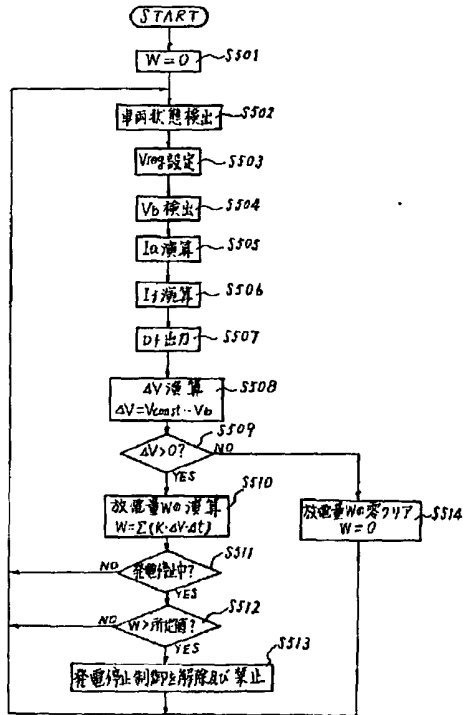 START
W=0
S501
車両状態検出
S502
Vreg設定
S503
Vb検出
S504
Ia演算
S505
If演算
S506
Df出力
S507
ΔV演算
ΔV=Vconst-Vb
S508
ΔV>0?
S509
NO
YES
放電量Wの演算
W=Σ(K・ΔV・Δt)
S510
発電停止中?
S511
NO
YES
W>所定値?
S512
NO
YES
発電停止制御を解除及び禁止
S513
放電量Wの零クリア
W=0
S514